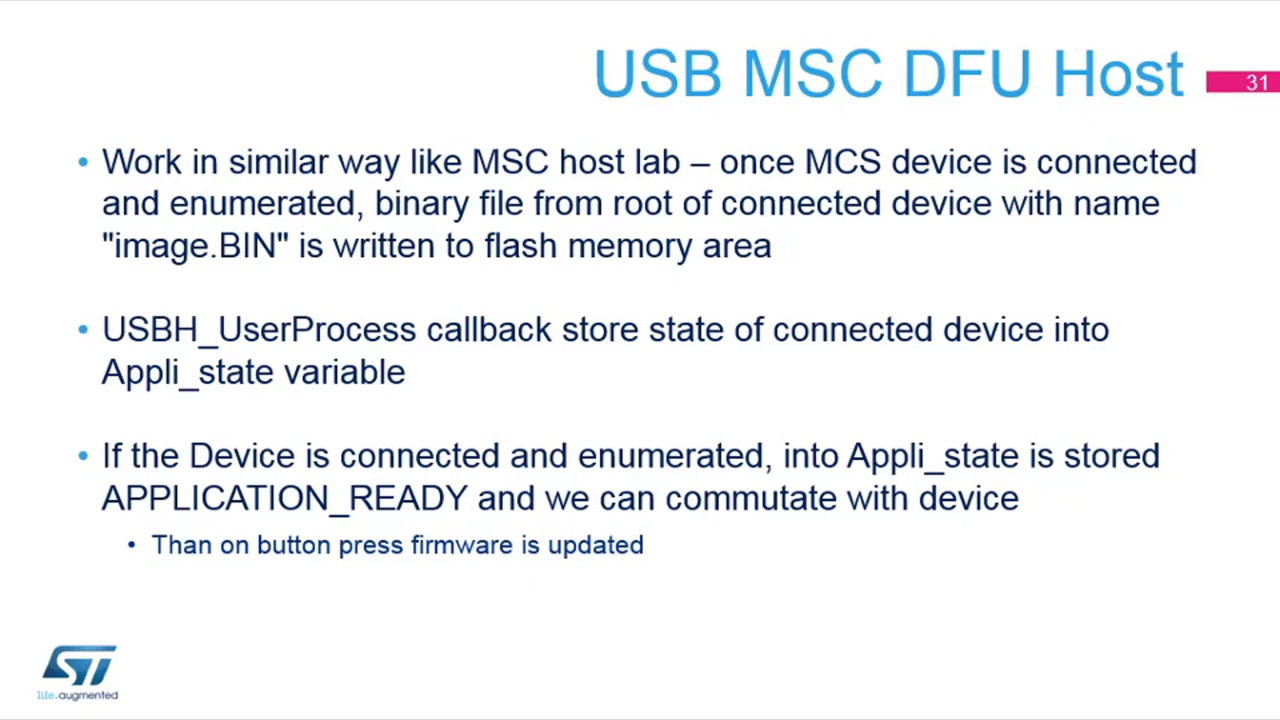 USB MSC DFU Host
31
• Work in similar way like MSC host lab – once MCS device is connected
and enumerated, binary file from root of connected device with name
"image.BIN" is written to flash memory area
• USBH_UserProcess callback store state of connected device into
Appli_state variable
• If the Device is connected and enumerated, into Appli_state is stored
APPLICATION_READY and we can commutate with device
• Than on button press firmware is updated
ST
life.augmented